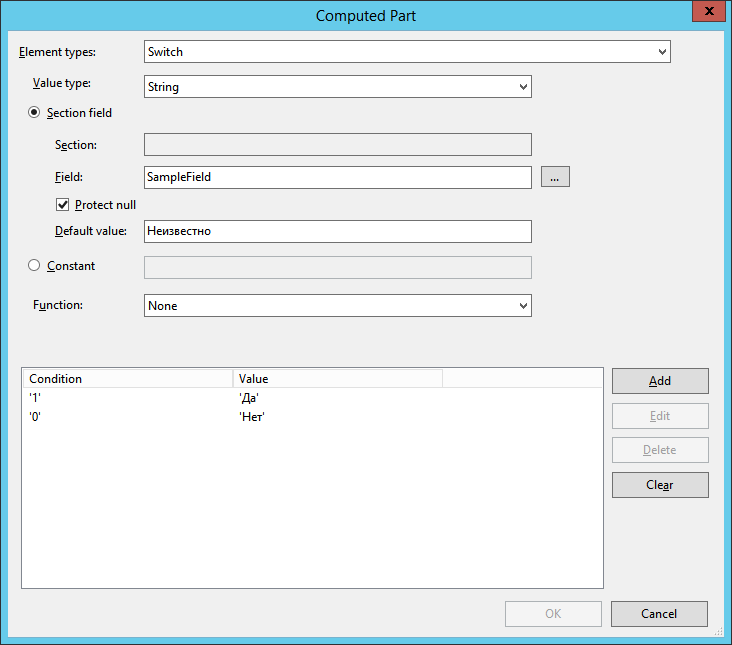 Computed Part
x
Element types: Switch
Value type: String
Section field
Section:
Field: SampleField ...
Protect null
Default value: Неизвестно
Constant
Function: None
Condition Value
'1' 'Да'
'0' 'Нет'
Add
Edit
Delete
Clear
OK Cancel